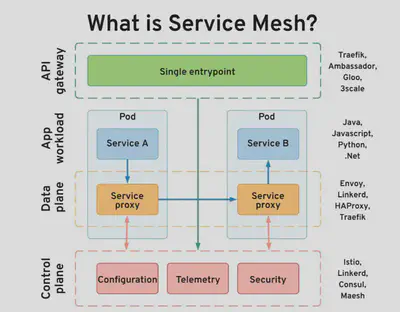 What is Service Mesh?
API
gateway
Single entrypoint
Traefik,
Ambassador,
Gloo,
3scale
App
workload
Pod
Service A
Pod
Service B
Java,
Javascript,
Python,
.Net
Data
plane
Service
proxy
Service
proxy
Envoy,
Linkerd,
HAProxy,
Traefik
Control
plane
Configuration
Telemetry
Security
Istio,
Linkerd,
Consul,
Maesh